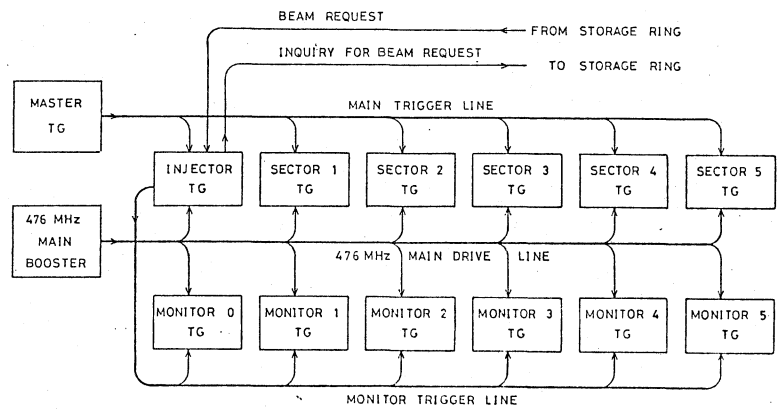 BEAM REQUEST
FROM STORAGE RING
INQUIRY FOR BEAM REQUEST
TO STORAGE RING
MASTER
TG
MAIN TRIGGER LINE
INJECTOR
TG
SECTOR 1
TG
SECTOR 2
TG
SECTOR 3
TG
SECTOR 4
TG
SECTOR 5
TG
476 MHz
MAIN
BOOSTER
476 MHz MAIN DRIVE LINE
MONITOR 0
TG
MONITOR 1
TG
MONITOR 2
TG
MONITOR 3
TG
MONITOR 4
TG
MONITOR 5
TG
MONITOR TRIGGER LINE